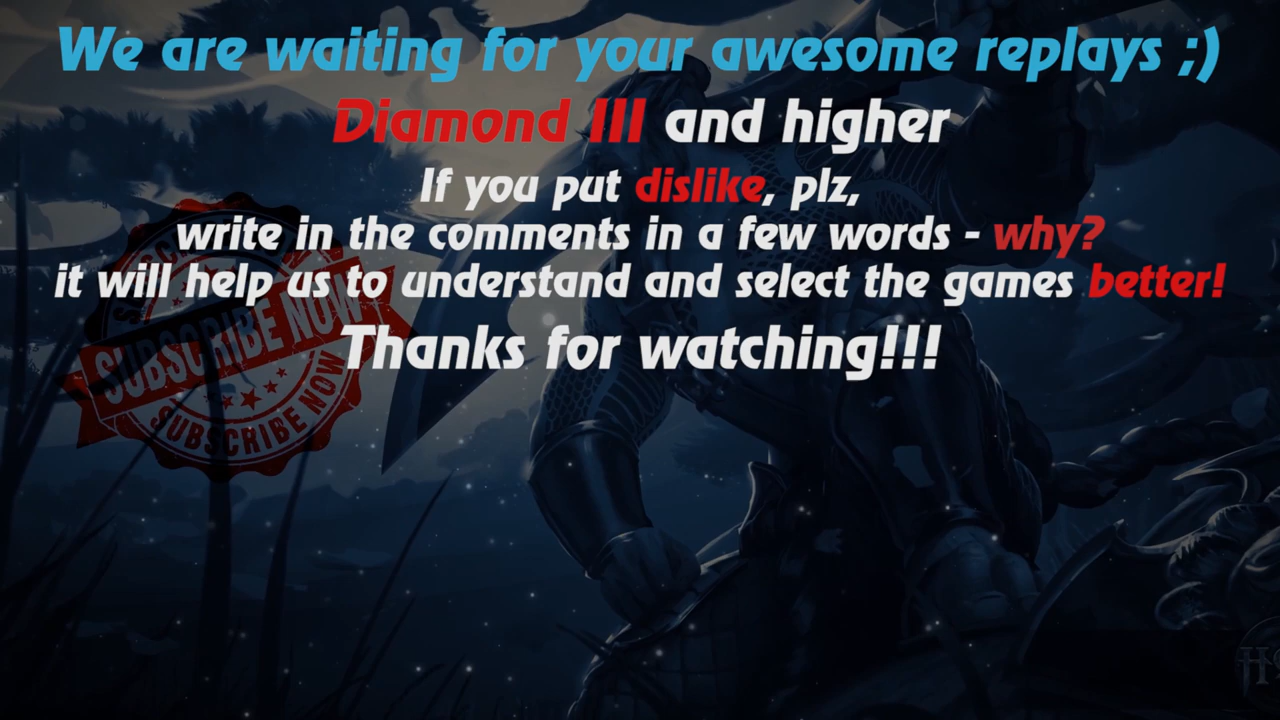 We are waiting for your awesome replays ;)
Diamond III and higher
If you put dislike, plz,
write in the comments in a few words - why?
it will help us to understand and select the games better!
Thanks for watching!!!
SUBSCRIBE NOW
SUBSCRIBE NOW